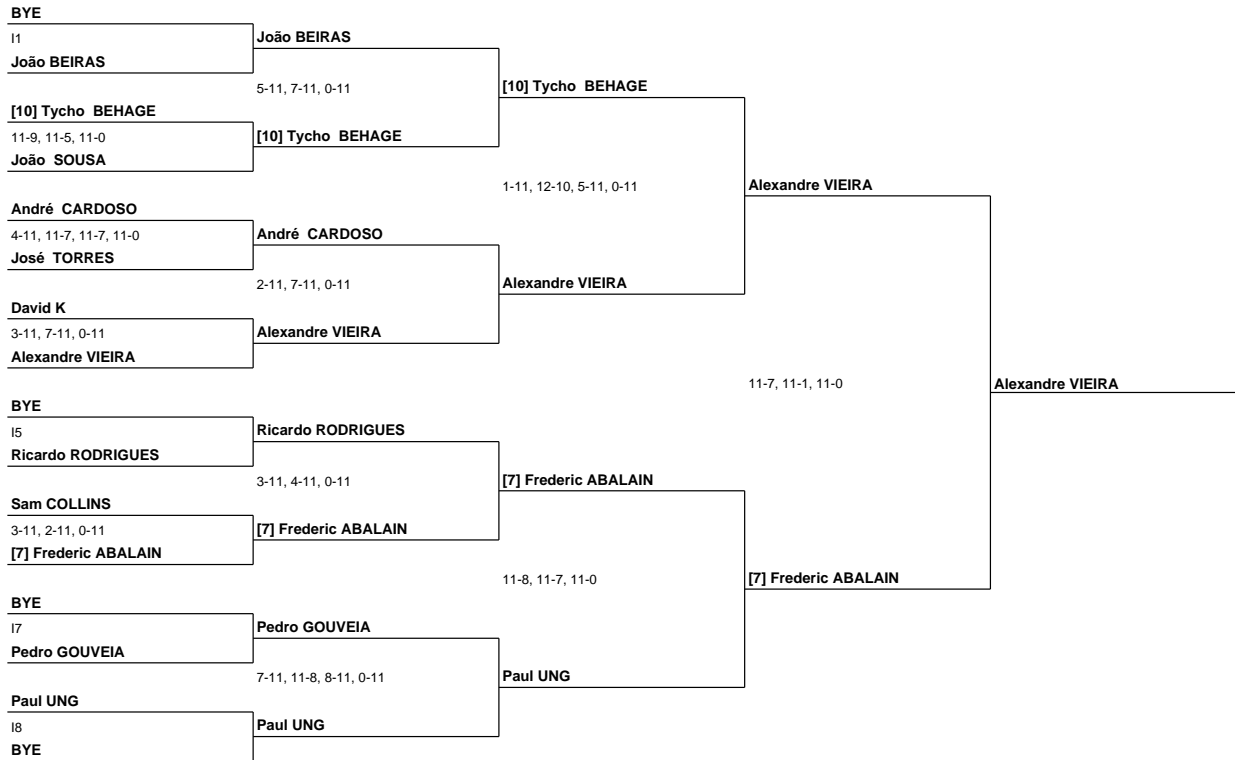 BYE
I1
João BEIRAS
João BEIRAS
5-11, 7-11, 0-11
[10] Tycho BEHAGE
[10] Tycho BEHAGE
11-9, 11-5, 11-0
[10] Tycho BEHAGE
João SOUSA
1-11, 12-10, 5-11, 0-11
Alexandre VIEIRA
André CARDOSO
4-11, 11-7, 11-7, 11-0
André CARDOSO
José TORRES
2-11, 7-11, 0-11
Alexandre VIEIRA
David K
3-11, 7-11, 0-11
Alexandre VIEIRA
Alexandre VIEIRA
11-7, 11-1, 11-0
Alexandre VIEIRA
BYE
I5
Ricardo RODRIGUES
Ricardo RODRIGUES
3-11, 4-11, 0-11
[7] Frederic ABALAIN
Sam COLLINS
3-11, 2-11, 0-11
[7] Frederic ABALAIN
[7] Frederic ABALAIN
11-8, 11-7, 11-0
[7] Frederic ABALAIN
BYE
I7
Pedro GOUVEIA
Pedro GOUVEIA
7-11, 11-8, 8-11, 0-11
Paul UNG
Paul UNG
I8
Paul UNG
BYE